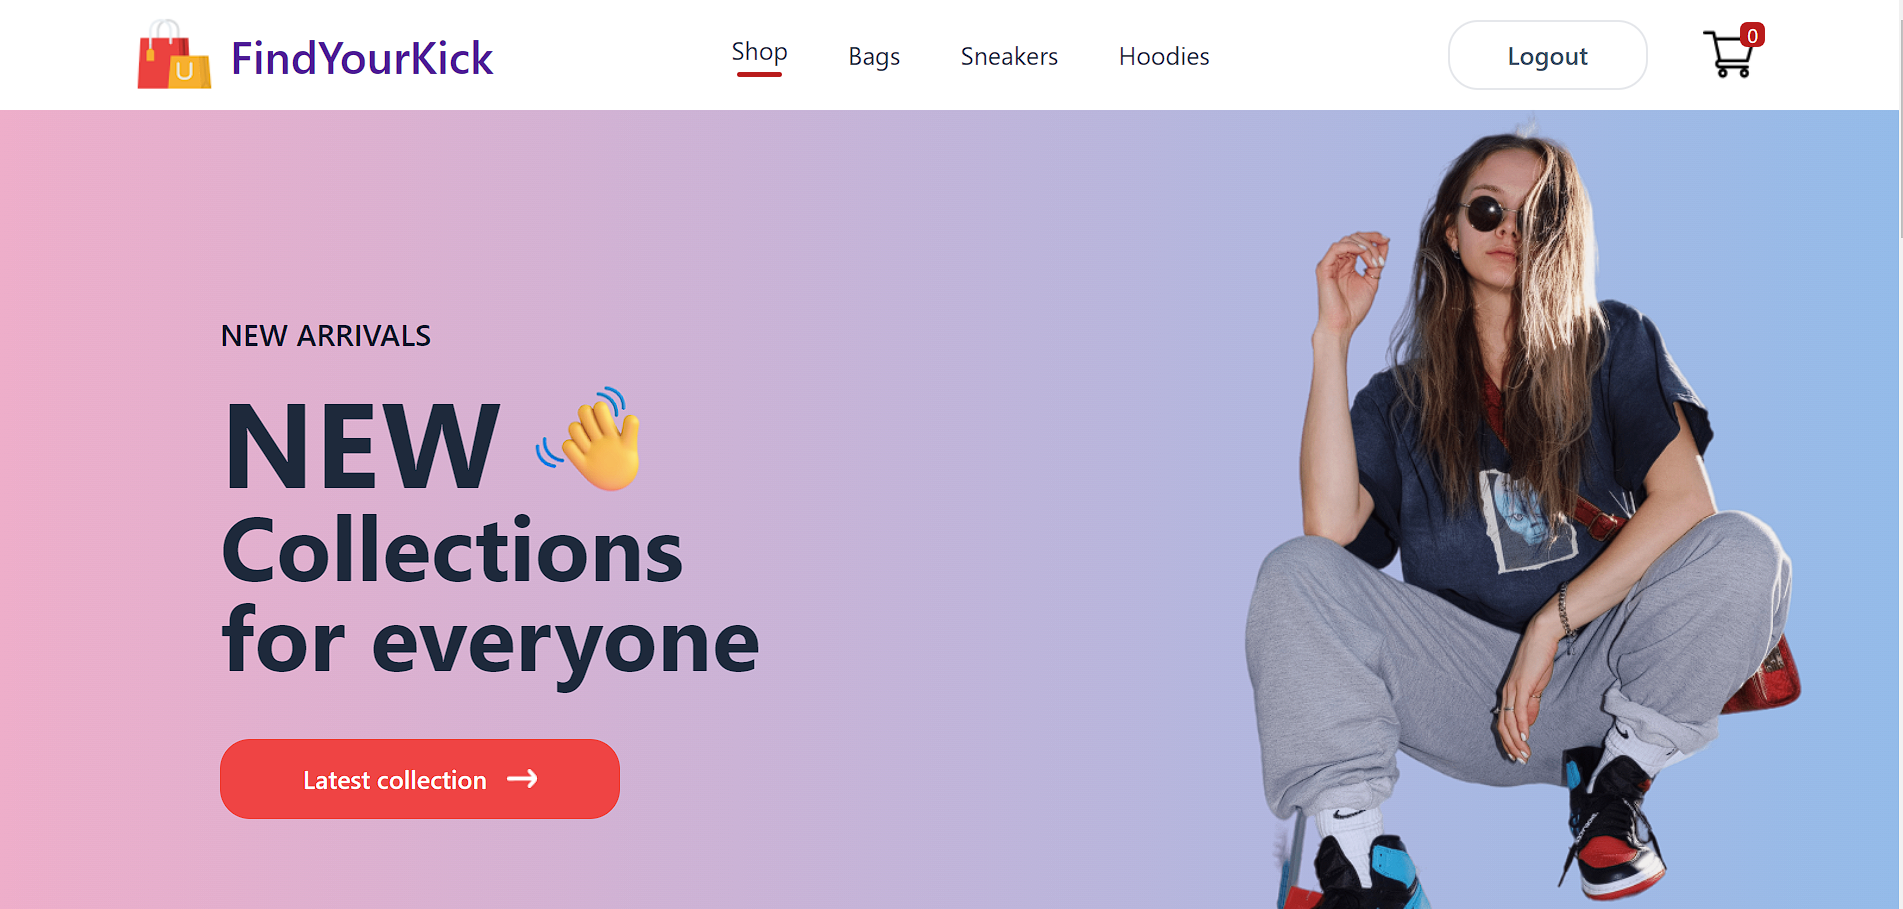 FindYourKick
Shop
Bags
Sneakers
Hoodies
Logout
0
U
NEW ARRIVALS
NEW
Collections
for everyone
Latest collection